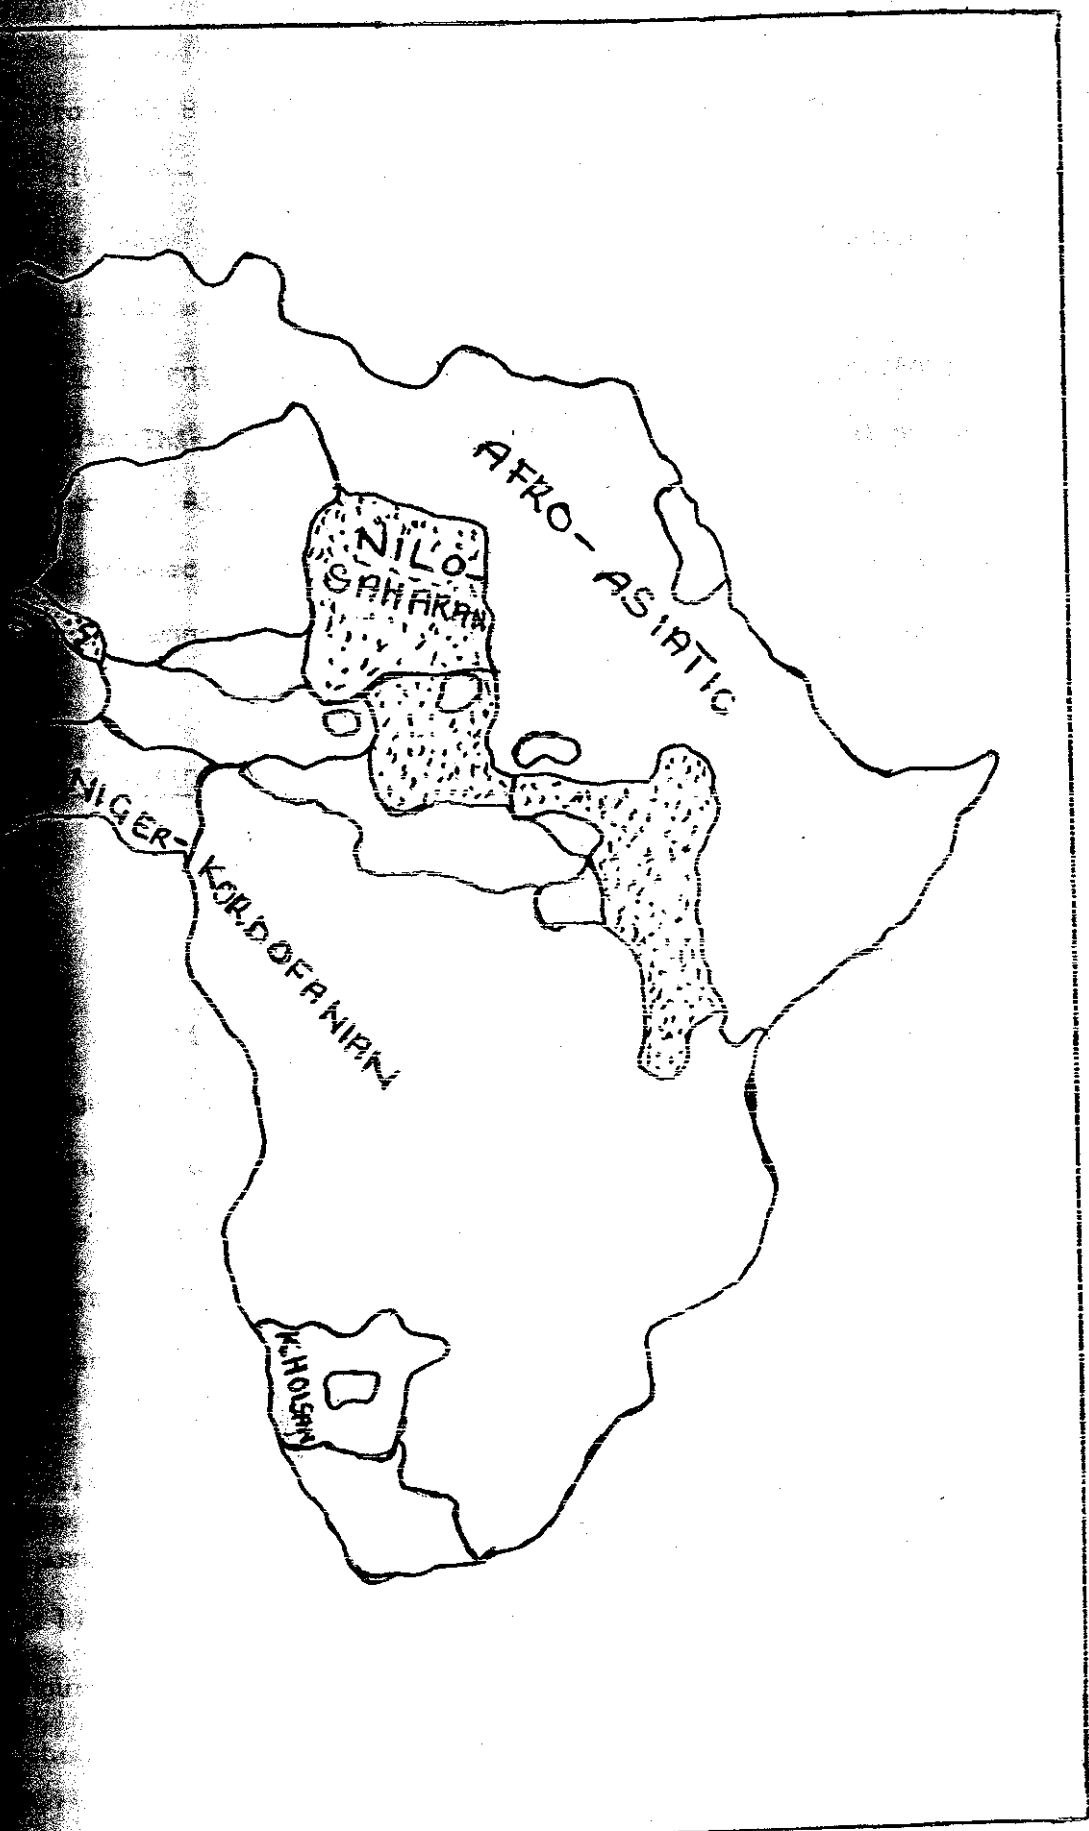 AFRO-ASIATIC
NILO-
SAHARAN
NIGER-
KORDOFANIAN
KHOISAN